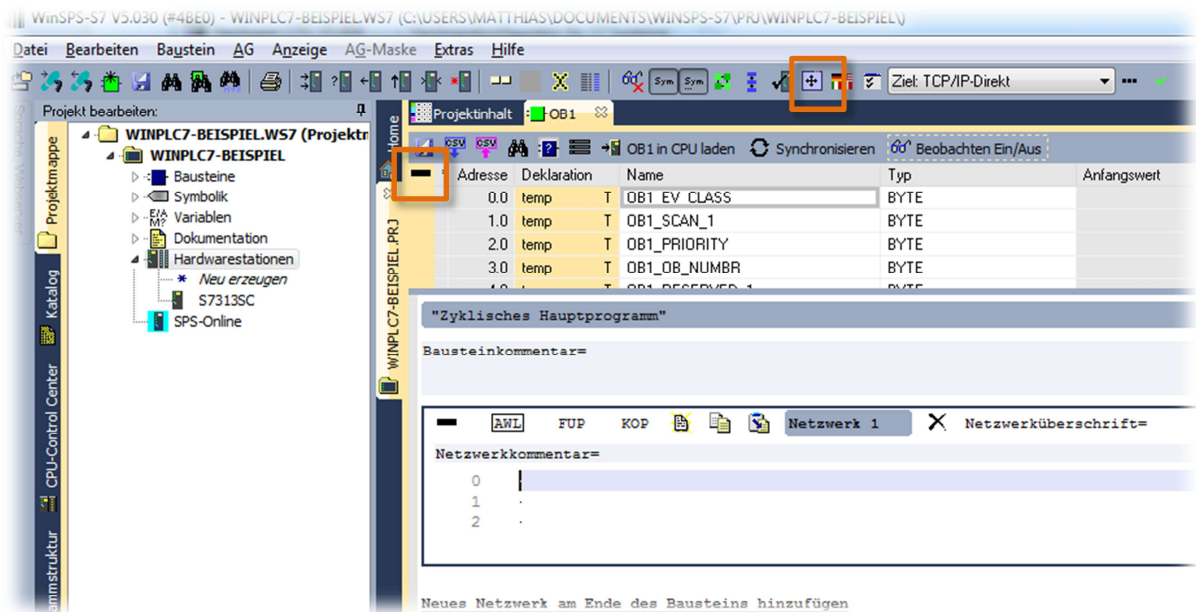 WinSPS-S7 V5.030 (#4BE0) - WINPLC7-BEISPIEL.WS7 (C:\USERS\MATTHIAS\DOCUMENTS\WINSPS-S7\PRJ\WINPLC7-BEISPIEL\)
Datei Bearbeiten Baustein AG Anzeige AG-Maske Extras Hilfe
Sym Sym Ziel: TCP/IP-Direkt
Projekt bearbeiten:
Projektmappe
Katalog
CPU-Control Center
WINPLC7-BEISPIEL.WS7 (Projektn
WINPLC7-BEISPIEL
Bausteine
Symbolik
E/A M? Variablen
Dokumentation
Hardwarestationen
* Neu erzeugen
S7313SC
SPS-Online
Home
WINPLC7-BEISPIEL.PRJ
Projektinhalt OB1
CSV CSV OB1 in CPU laden Synchronisieren Beobachten Ein/Aus
Adresse Deklaration Name Typ Anfangswert
0.0 temp T OB1_EV_CLASS BYTE
1.0 temp T OB1_SCAN_1 BYTE
2.0 temp T OB1_PRIORITY BYTE
3.0 temp T OB1_OB_NUMBR BYTE
"Zyklisches Hauptprogramm"
Bausteinkommentar=
AWL FUP KOP Netzwerk 1 Netzwerküberschrift=
Netzwerkkommentar=
0
1
2
Neues Netzwerk am Ende des Bausteins hinzufügen